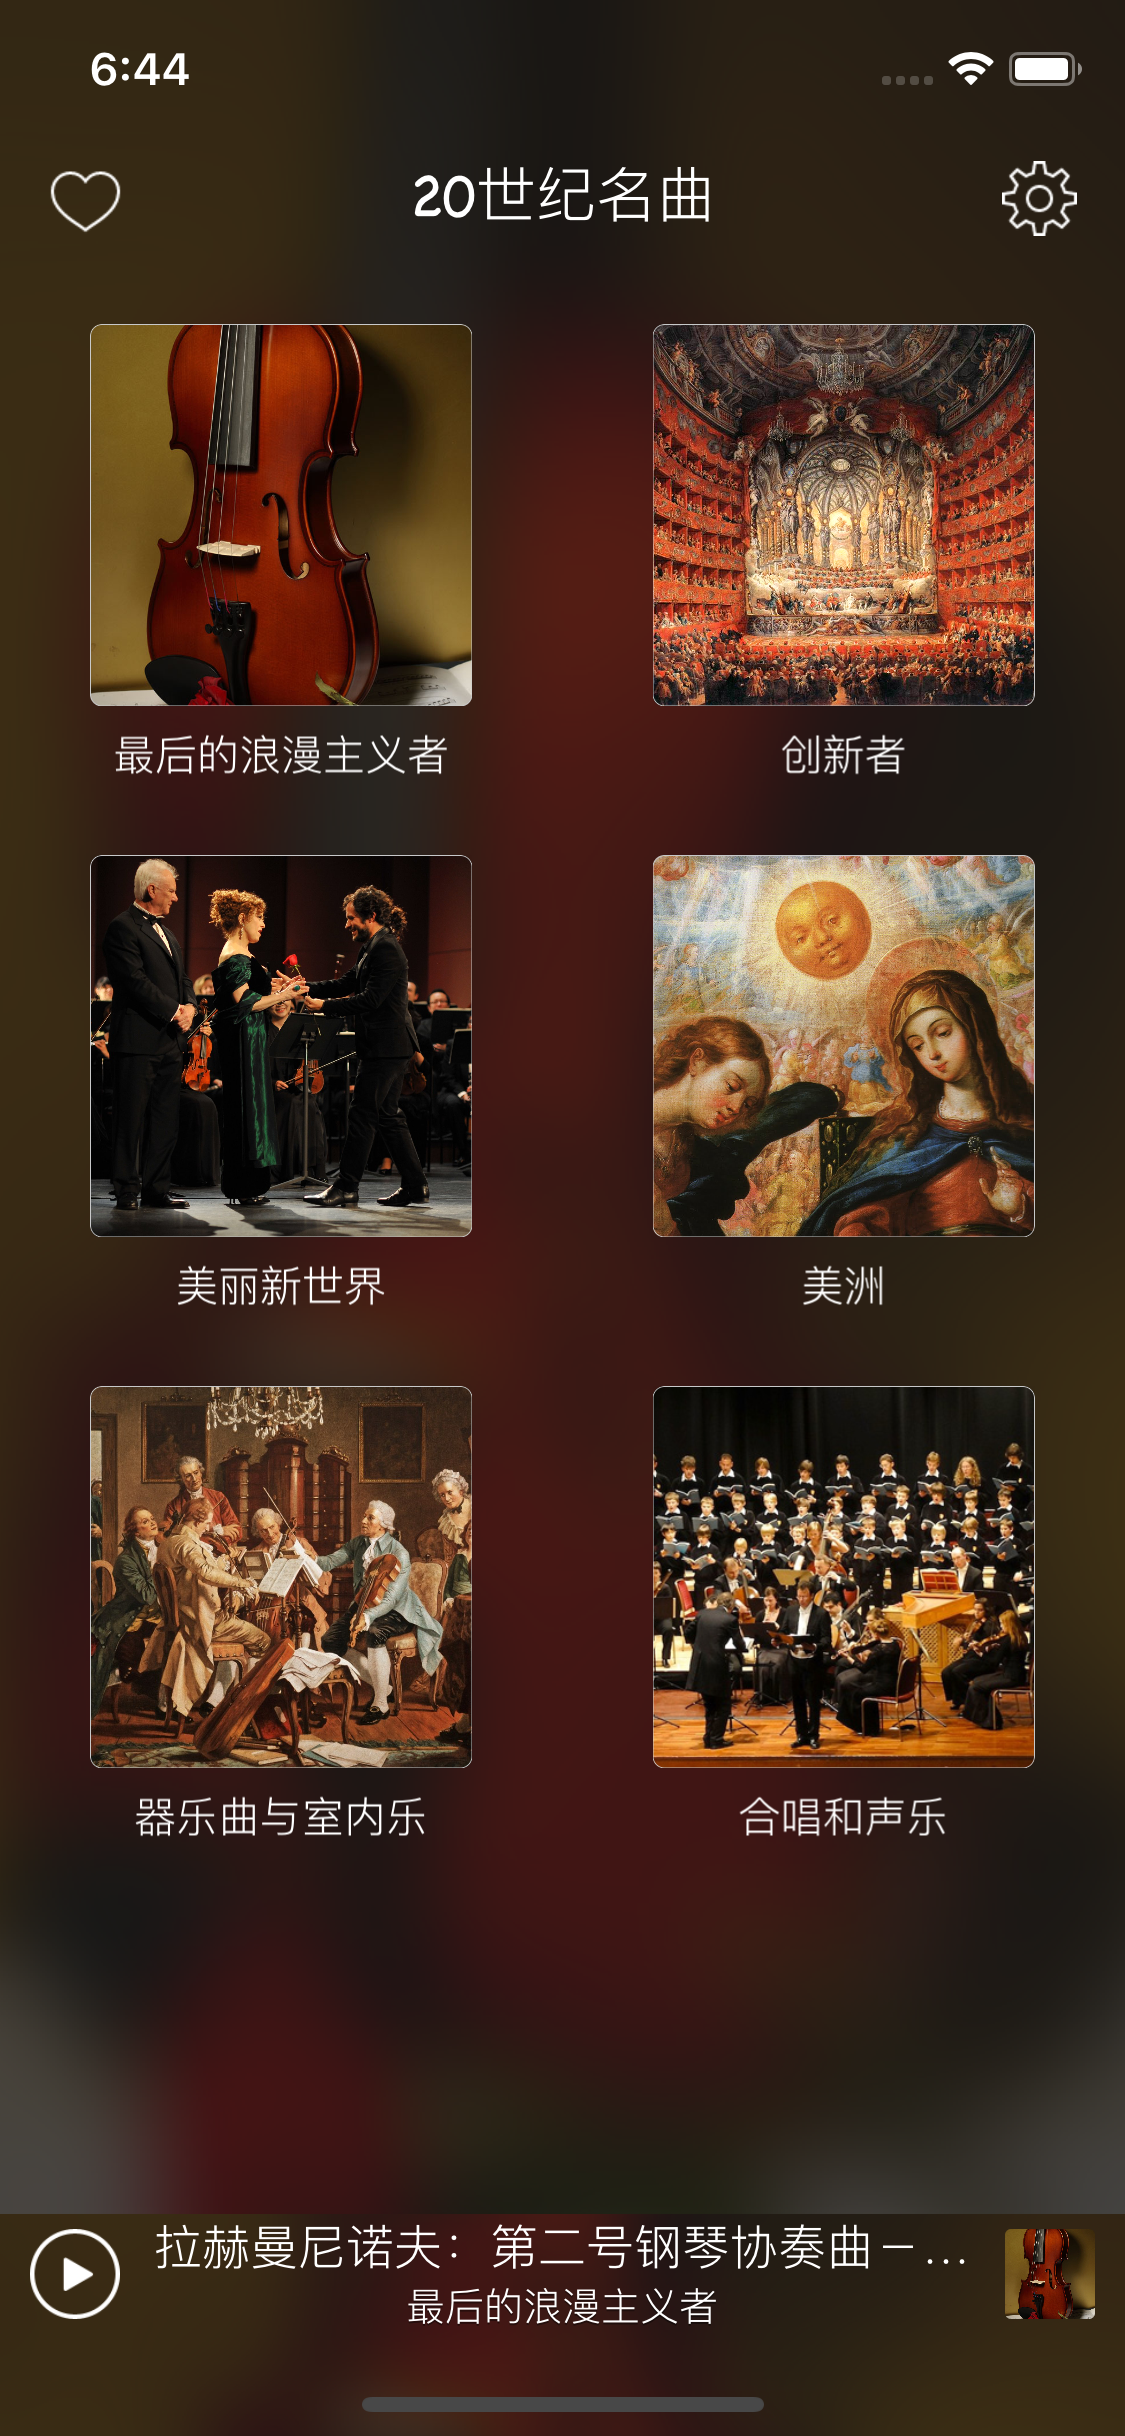 6:44
20世纪名曲
最后的浪漫主义者
创新者
美丽新世界
美洲
器乐曲与室内乐
合唱和声乐
拉赫曼尼诺夫：第二号钢琴协奏曲－...
最后的浪漫主义者